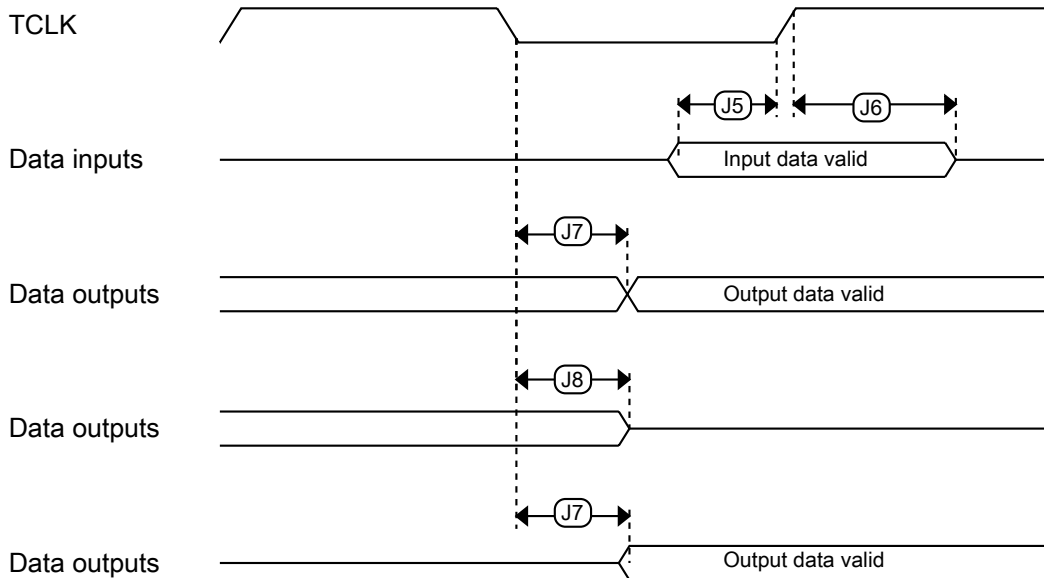 TCLK
J5
J6
Data inputs
Input data valid
J7
Data outputs
Output data valid
J8
Data outputs
J7
Data outputs
Output data valid